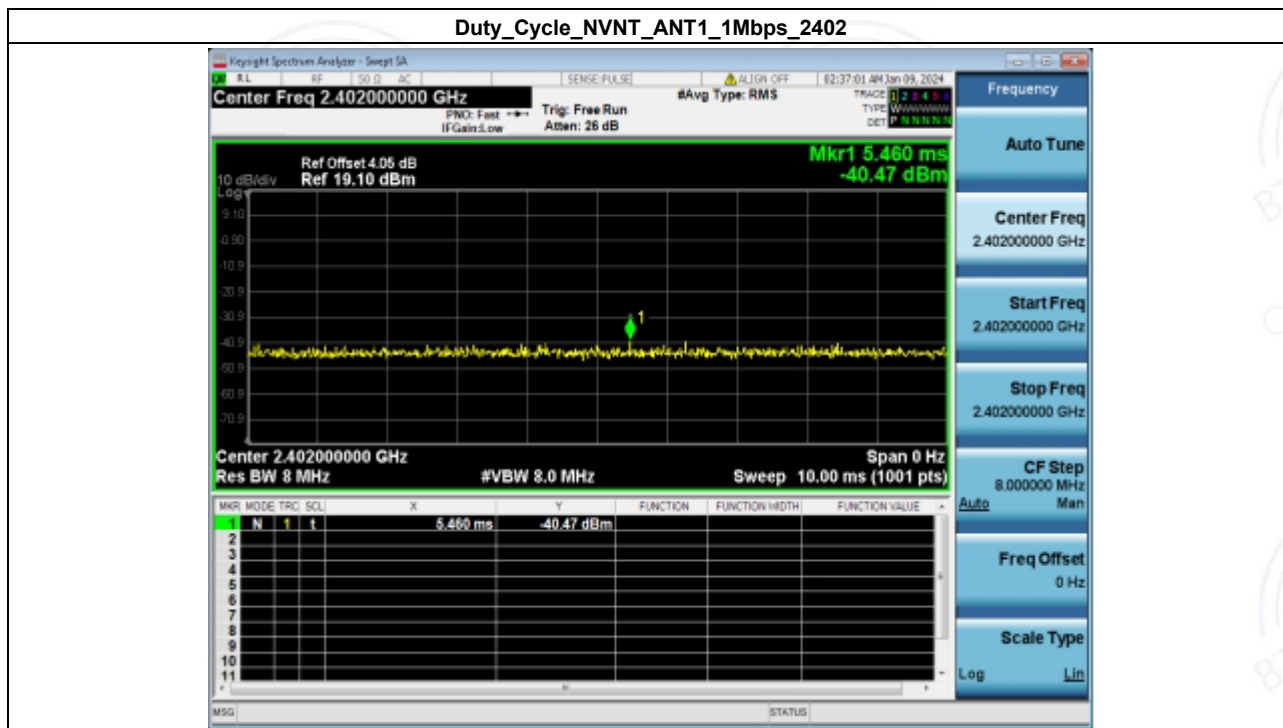 Duty_Cycle_NVNT_ANT1_1Mbps_2402
Keysight Spectrum Analyzer - Swept SA
RL RF 50 Ω AC SENSE:PULSE ALIGN OFF 02:37:01 AM Jan 09, 2024
Center Freq 2.402000000 GHz #Avg Type: RMS TRACE 1 2 3 4 5 6
PNO: Fast Trig: Free Run TYPE WWWWWW
IFGain:Low Atten: 26 dB DET P N N N N N
Mkr1 5.460 ms
-40.47 dBm
Ref Offset 4.05 dB
10 dB/div Ref 19.10 dBm
Log
9.10
-0.90
-10.9
-20.9
-30.9
-40.9
-50.9
-60.9
-70.9
1
Center 2.402000000 GHz Span 0 Hz
Res BW 8 MHz #VBW 8.0 MHz Sweep 10.00 ms (1001 pts)
MKR MODE TRC SCL X Y FUNCTION FUNCTION WIDTH FUNCTION VALUE
1 N 1 t 5.460 ms -40.47 dBm
2
3
4
5
6
7
8
9
10
11
MSG STATUS
Frequency
Auto Tune
Center Freq
2.402000000 GHz
Start Freq
2.402000000 GHz
Stop Freq
2.402000000 GHz
CF Step
8.000000 MHz
Auto Man
Freq Offset
0 Hz
Scale Type
Log Lin